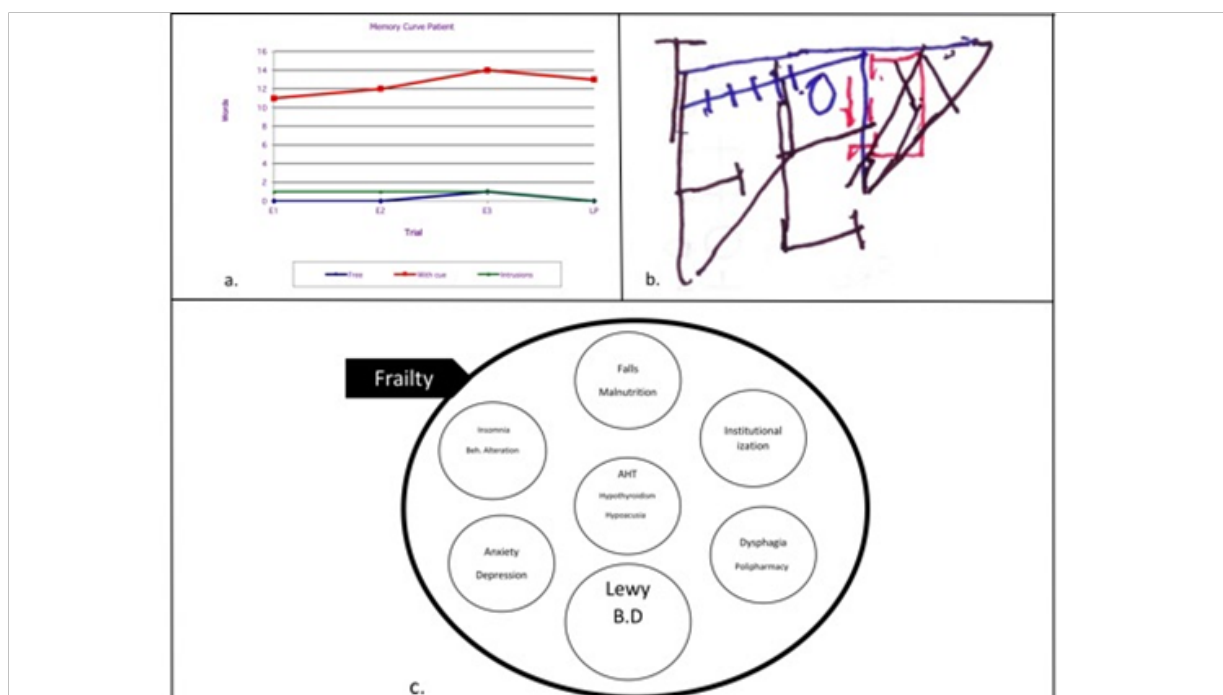 Memory Curve Patient
16
14
12
10
8
6
4
2
0
Words
E1 E2 E3 LP
Trial
Free With cue Intrusions
a.
b.
Frailty
Falls
Malnutrition
Insomnia
Beh. Alteration
Institutional
ization
AHT
Hypothyroidism
Hypoacusia
Anxiety
Depression
Dysphagia
Polipharmacy
Lewy
B.D
c.